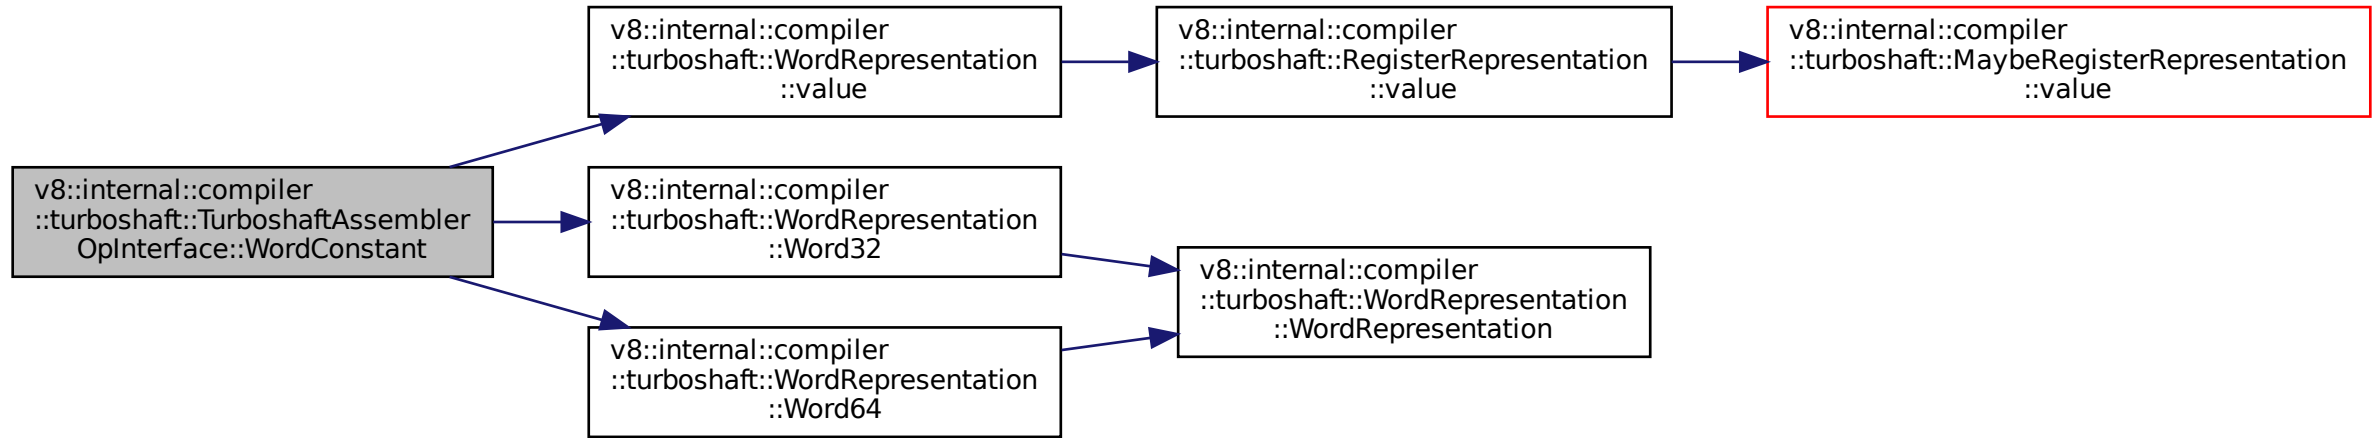 v8::internal::compiler
::turboshaft::TurboshaftAssembler
OpInterface::WordConstant
v8::internal::compiler
::turboshaft::WordRepresentation
::value
v8::internal::compiler
::turboshaft::RegisterRepresentation
::value
v8::internal::compiler
::turboshaft::MaybeRegisterRepresentation
::value
v8::internal::compiler
::turboshaft::WordRepresentation
::Word32
v8::internal::compiler
::turboshaft::WordRepresentation
::WordRepresentation
v8::internal::compiler
::turboshaft::WordRepresentation
::Word64